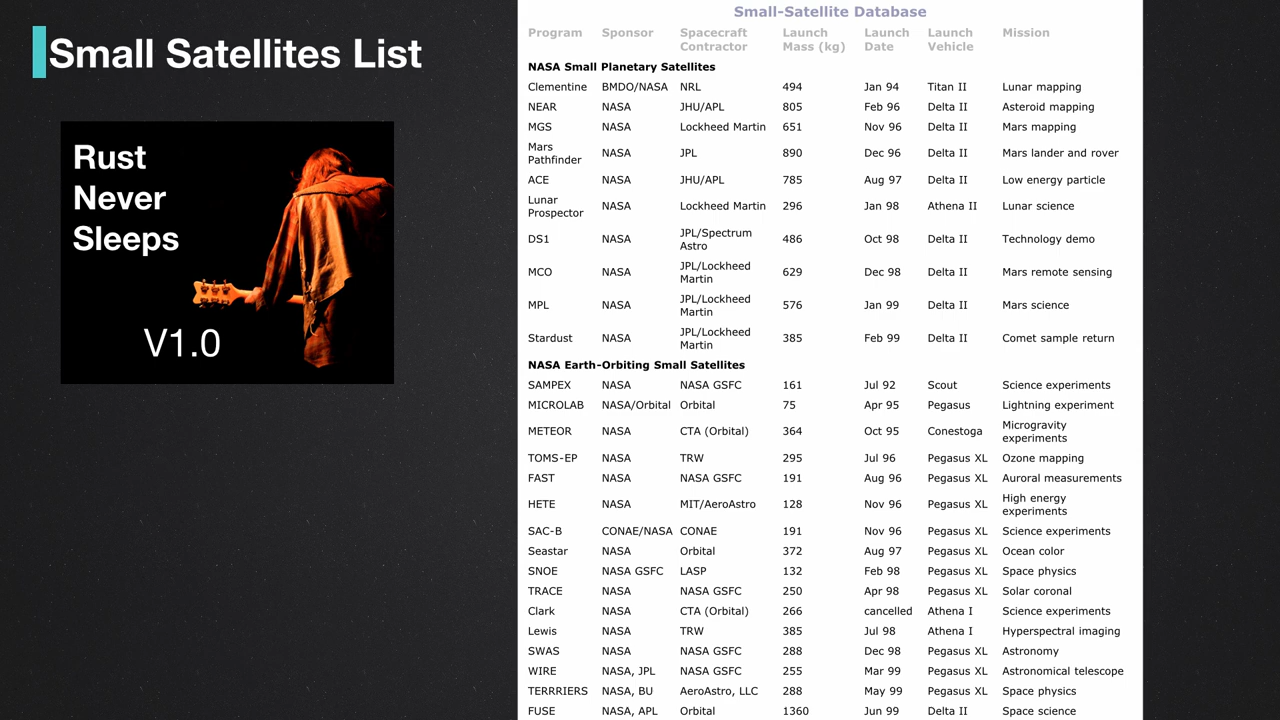 Small Satellites List
Rust
Never
Sleeps
V1.0
Small-Satellite Database
Program Sponsor Spacecraft Contractor Launch Mass (kg) Launch Date Launch Vehicle Mission
NASA Small Planetary Satellites
Clementine BMDO/NASA NRL 494 Jan 94 Titan II Lunar mapping
NEAR NASA JHU/APL 805 Feb 96 Delta II Asteroid mapping
MGS NASA Lockheed Martin 651 Nov 96 Delta II Mars mapping
Mars Pathfinder NASA JPL 890 Dec 96 Delta II Mars lander and rover
ACE NASA JHU/APL 785 Aug 97 Delta II Low energy particle
Lunar Prospector NASA Lockheed Martin 296 Jan 98 Athena II Lunar science
DS1 NASA JPL/Spectrum Astro 486 Oct 98 Delta II Technology demo
MCO NASA JPL/Lockheed Martin 629 Dec 98 Delta II Mars remote sensing
MPL NASA JPL/Lockheed Martin 576 Jan 99 Delta II Mars science
Stardust NASA JPL/Lockheed Martin 385 Feb 99 Delta II Comet sample return
NASA Earth-Orbiting Small Satellites
SAMPEX NASA NASA GSFC 161 Jul 92 Scout Science experiments
MICROLAB NASA/Orbital Orbital 75 Apr 95 Pegasus Lightning experiment
METEOR NASA CTA (Orbital) 364 Oct 95 Conestoga Microgravity experiments
TOMS-EP NASA TRW 295 Jul 96 Pegasus XL Ozone mapping
FAST NASA NASA GSFC 191 Aug 96 Pegasus XL Auroral measurements
HETE NASA MIT/AeroAstro 128 Nov 96 Pegasus XL High energy experiments
SAC-B CONAE/NASA CONAE 191 Nov 96 Pegasus XL Science experiments
Seastar NASA Orbital 372 Aug 97 Pegasus XL Ocean color
SNOE NASA GSFC LASP 132 Feb 98 Pegasus XL Space physics
TRACE NASA NASA GSFC 250 Apr 98 Pegasus XL Solar coronal
Clark NASA CTA (Orbital) 266 cancelled Athena I Science experiments
Lewis NASA TRW 385 Jul 98 Athena I Hyperspectral imaging
SWAS NASA NASA GSFC 288 Dec 98 Pegasus XL Astronomy
WIRE NASA, JPL NASA GSFC 255 Mar 99 Pegasus XL Astronomical telescope
TERRRIERS NASA, BU AeroAstro, LLC 288 May 99 Pegasus XL Space physics
FUSE NASA, APL Orbital 1360 Jun 99 Delta II Space science